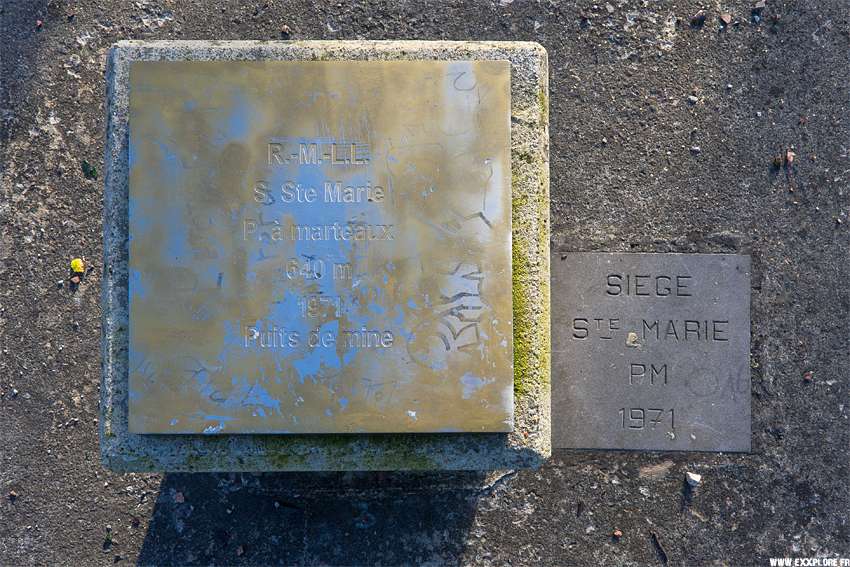 R.-M.-L.L.
S. Ste Marie
P. à marteaux
640 m
1971
Puits de mine
SIEGE
STE MARIE
PM
1971
WWW.EXXPLORE.FR